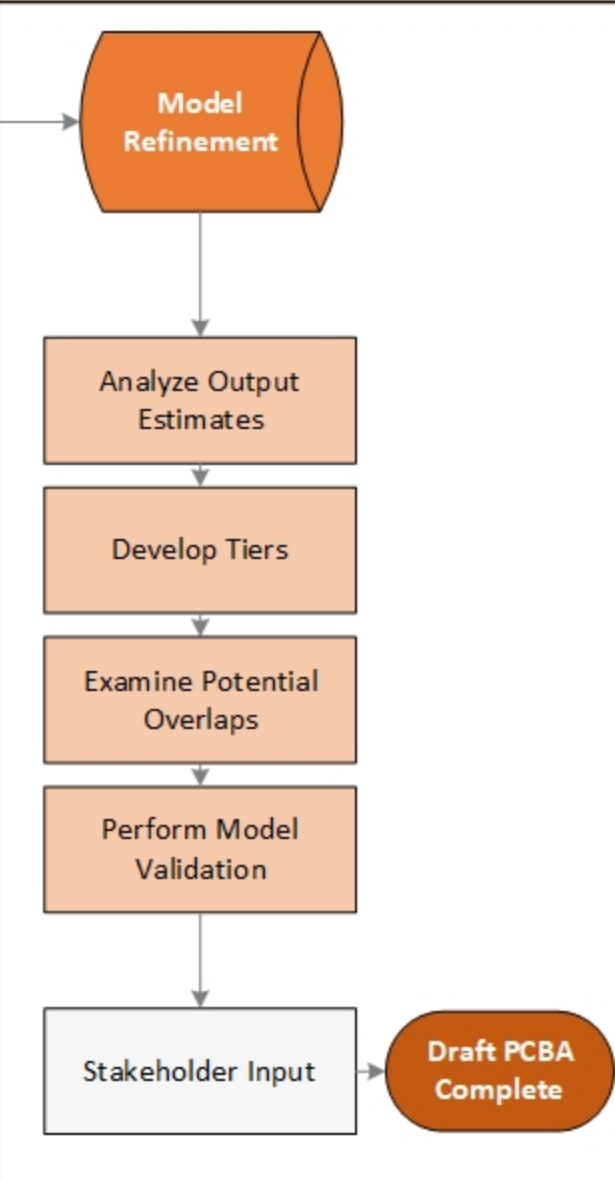 Model
Refinement
Analyze Output
Estimates
Develop Tiers
Examine Potential
Overlaps
Perform Model
Validation
Stakeholder Input
Draft PCBA
Complete